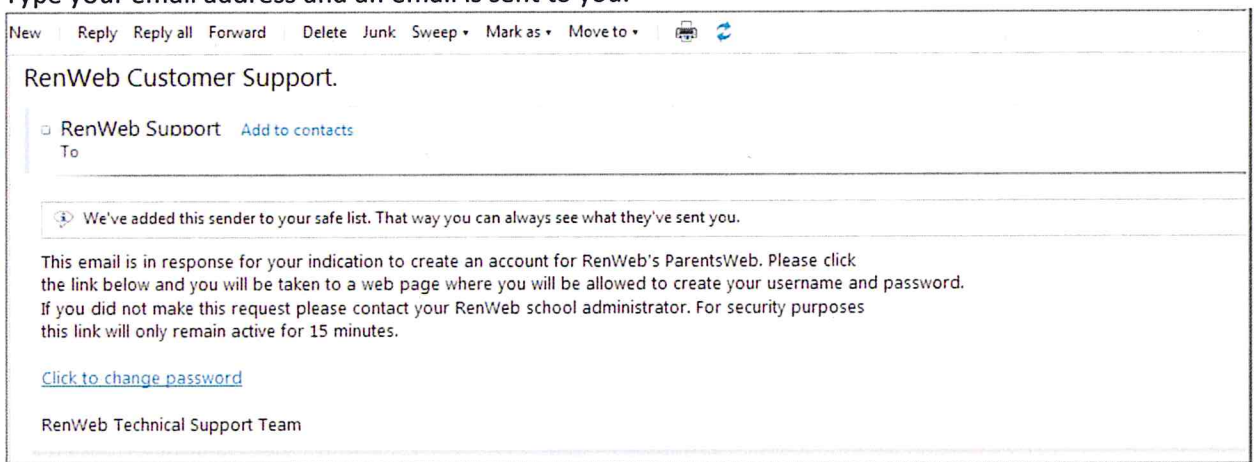 Type your email address and an email is sent to you.
New Reply Reply all Forward Delete Junk Sweep Mark as Move to
RenWeb Customer Support.
RenWeb Support Add to contacts
To
We've added this sender to your safe list. That way you can always see what they've sent you.
This email is in response for your indication to create an account for RenWeb's ParentsWeb. Please click
the link below and you will be taken to a web page where you will be allowed to create your username and password.
If you did not make this request please contact your RenWeb school administrator. For security purposes
this link will only remain active for 15 minutes.
Click to change password
RenWeb Technical Support Team